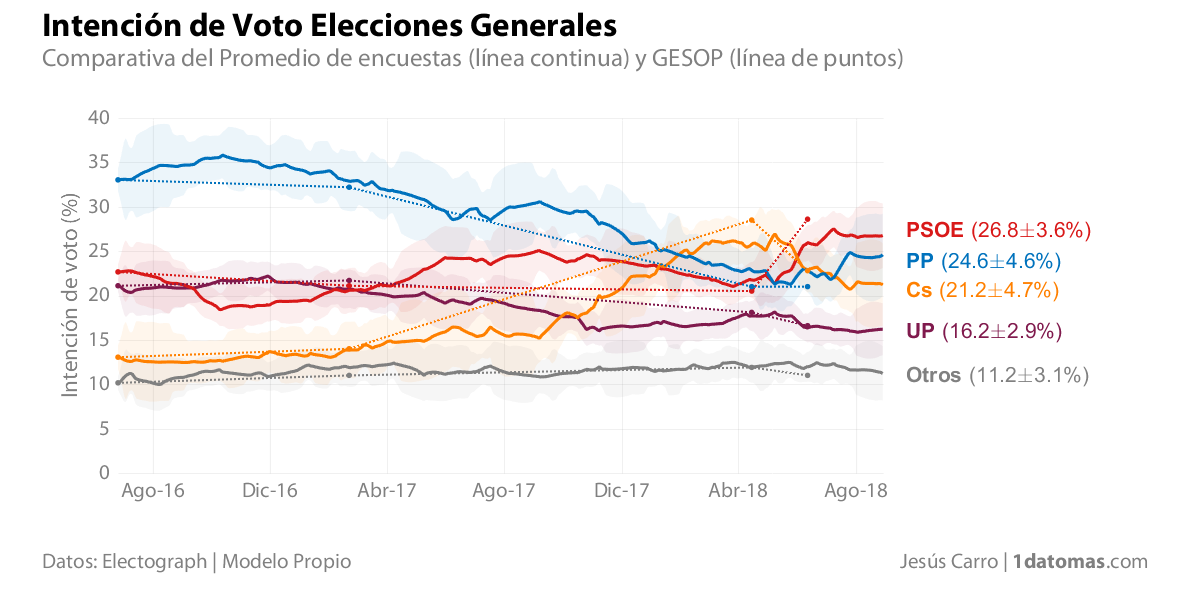 Intención de Voto Elecciones Generales
Comparativa del Promedio de encuestas (línea continua) y GESOP (línea de puntos)
Intención de voto (%)
40
35
30
25
20
15
10
5
0
Ago-16 Dic-16 Abr-17 Ago-17 Dic-17 Abr-18 Ago-18
PSOE (26.8±3.6%)
PP (24.6±4.6%)
Cs (21.2±4.7%)
UP (16.2±2.9%)
Otros (11.2±3.1%)
Datos: Electograph | Modelo Propio
Jesús Carro | 1datomas.com